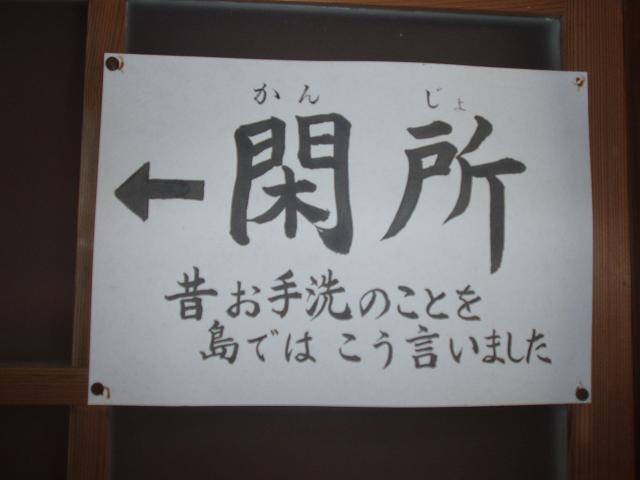 かんじょ
閑所
昔お手洗のことを
島ではこう言いました